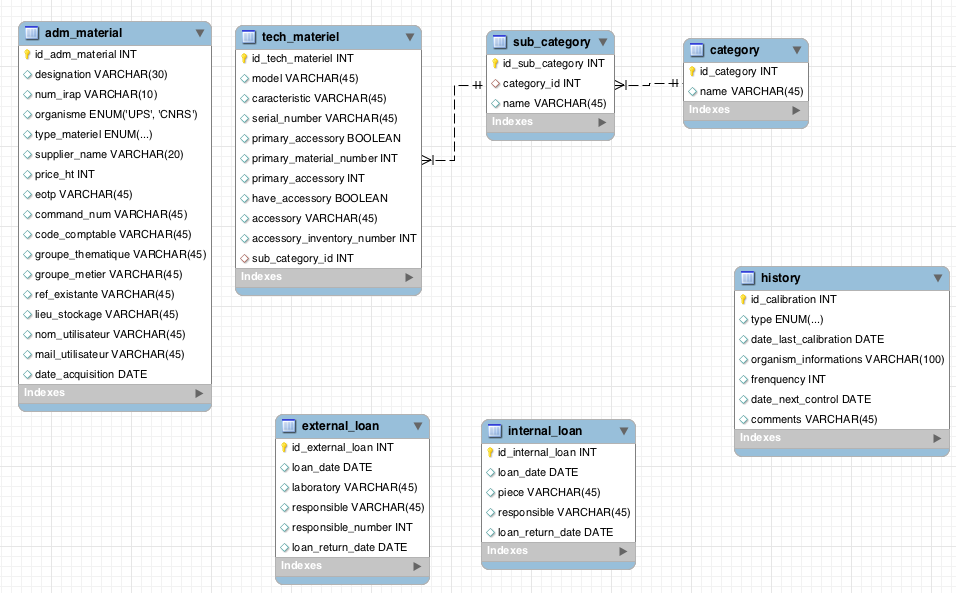 adm_material
id_adm_material INT
designation VARCHAR(30)
num_irap VARCHAR(10)
organisme ENUM('UPS', 'CNRS')
type_materiel ENUM(...)
supplier_name VARCHAR(20)
price_ht INT
eotp VARCHAR(45)
command_num VARCHAR(45)
code_comptable VARCHAR(45)
groupe_thematique VARCHAR(45)
groupe_metier VARCHAR(45)
ref_existante VARCHAR(45)
lieu_stockage VARCHAR(45)
nom_utilisateur VARCHAR(45)
mail_utilisateur VARCHAR(45)
date_acquisition DATE
Indexes
tech_materiel
id_tech_materiel INT
model VARCHAR(45)
caracteristic VARCHAR(45)
serial_number VARCHAR(45)
primary_accessory BOOLEAN
primary_material_number INT
primary_accessory INT
have_accessory BOOLEAN
accessory VARCHAR(45)
accessory_inventory_number INT
sub_category_id INT
Indexes
sub_category
id_sub_category INT
category_id INT
name VARCHAR(45)
Indexes
category
id_category INT
name VARCHAR(45)
Indexes
history
id_calibration INT
type ENUM(...)
date_last_calibration DATE
organism_informations VARCHAR(100)
frenquency INT
date_next_control DATE
comments VARCHAR(45)
Indexes
external_loan
id_external_loan INT
loan_date DATE
laboratory VARCHAR(45)
responsible VARCHAR(45)
responsible_number INT
loan_return_date DATE
Indexes
internal_loan
id_internal_loan INT
loan_date DATE
piece VARCHAR(45)
responsible VARCHAR(45)
loan_return_date DATE
Indexes